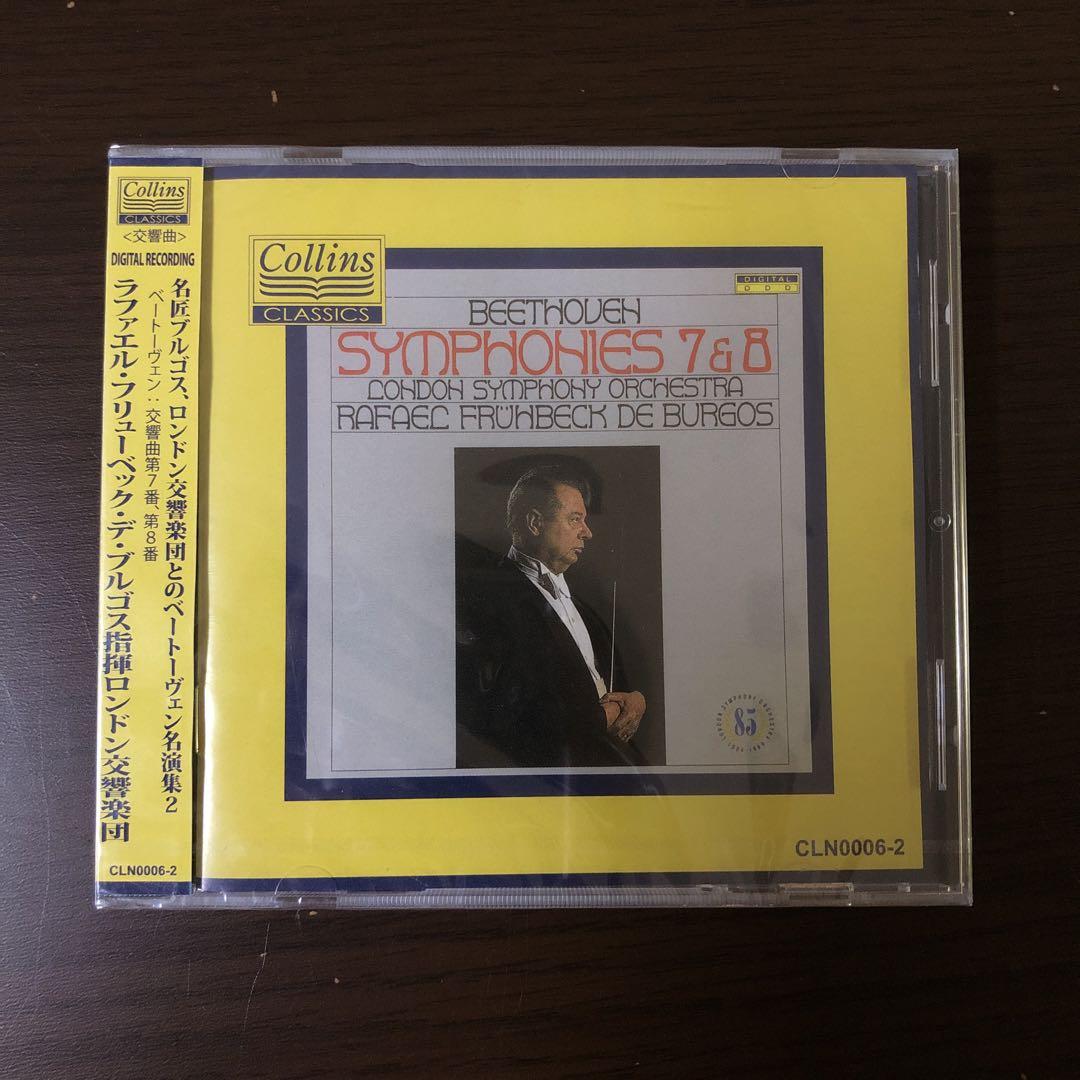 Collins
CLASSICS
<交響曲>
DIGITAL RECORDING
名匠ブルゴス、ロンドン交響楽団とのベートーヴェン名演集2
ベートーヴェン:交響曲第7番、第8番
ラファエル・フリューベック・デ・ブルゴス指揮ロンドン交響楽団
CLN0006-2
Collins
CLASSICS
DIGITAL
DDD
BEETHOVEN
SYMPHONIES 7&8
LONDON SYMPHONY ORCHESTRA
RAFAEL FRÜHBECK DE BURGOS
LONDON SYMPHONY ORCHESTRA
85
CLN0006-2